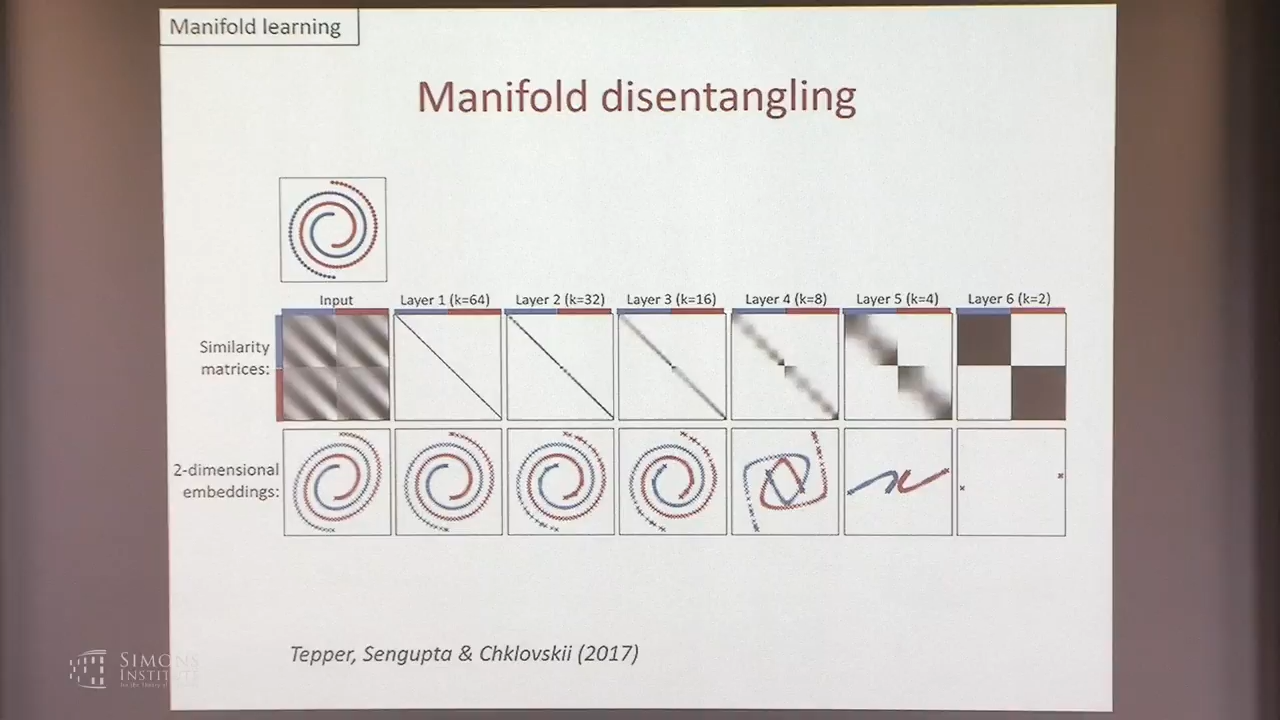 Manifold learning
Manifold disentangling
Input
Layer 1 (k=64)
Layer 2 (k=32)
Layer 3 (k=16)
Layer 4 (k=8)
Layer 5 (k=4)
Layer 6 (k=2)
Similarity
matrices:
2-dimensional
embeddings:
Tepper, Sengupta & Chklovskii (2017)
SIMONS
INSTITUTE